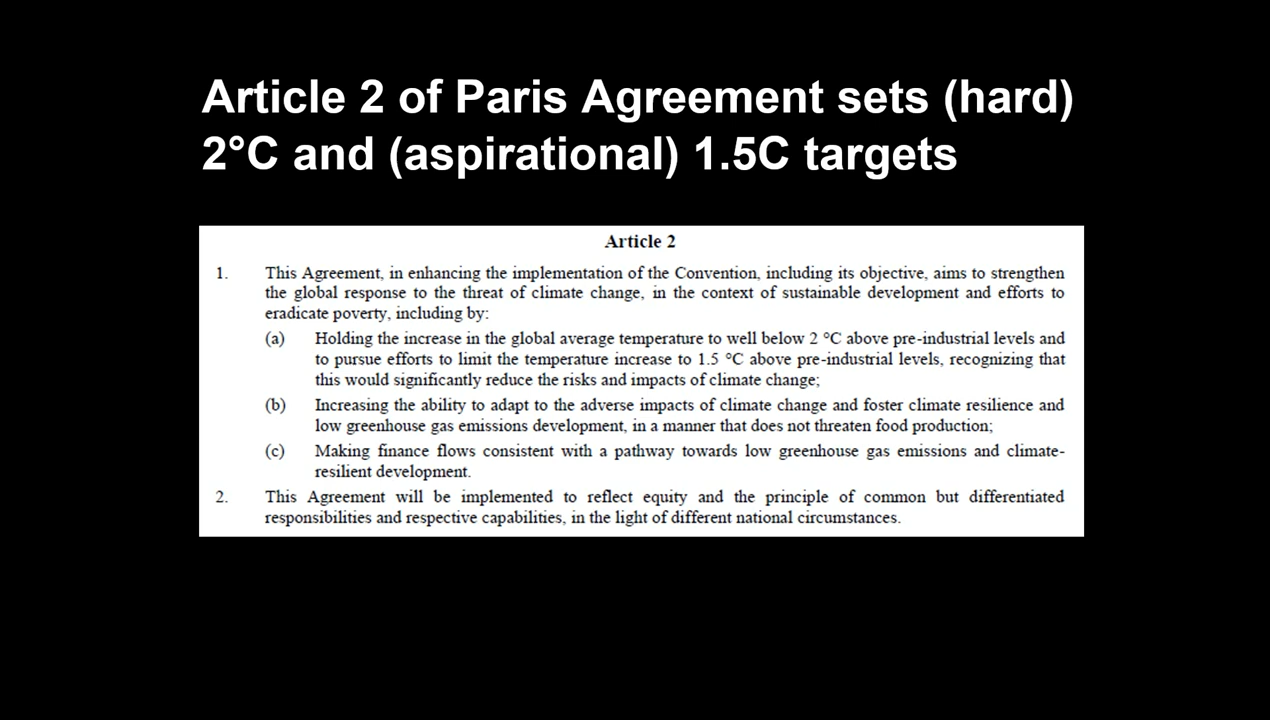 Article 2 of Paris Agreement sets (hard)
2°C and (aspirational) 1.5C targets
Article 2
1. This Agreement, in enhancing the implementation of the Convention, including its objective, aims to strengthen
the global response to the threat of climate change, in the context of sustainable development and efforts to
eradicate poverty, including by:
(a) Holding the increase in the global average temperature to well below 2 °C above pre-industrial levels and
to pursue efforts to limit the temperature increase to 1.5 °C above pre-industrial levels, recognizing that
this would significantly reduce the risks and impacts of climate change;
(b) Increasing the ability to adapt to the adverse impacts of climate change and foster climate resilience and
low greenhouse gas emissions development, in a manner that does not threaten food production;
(c) Making finance flows consistent with a pathway towards low greenhouse gas emissions and climate-
resilient development.
2. This Agreement will be implemented to reflect equity and the principle of common but differentiated
responsibilities and respective capabilities, in the light of different national circumstances.